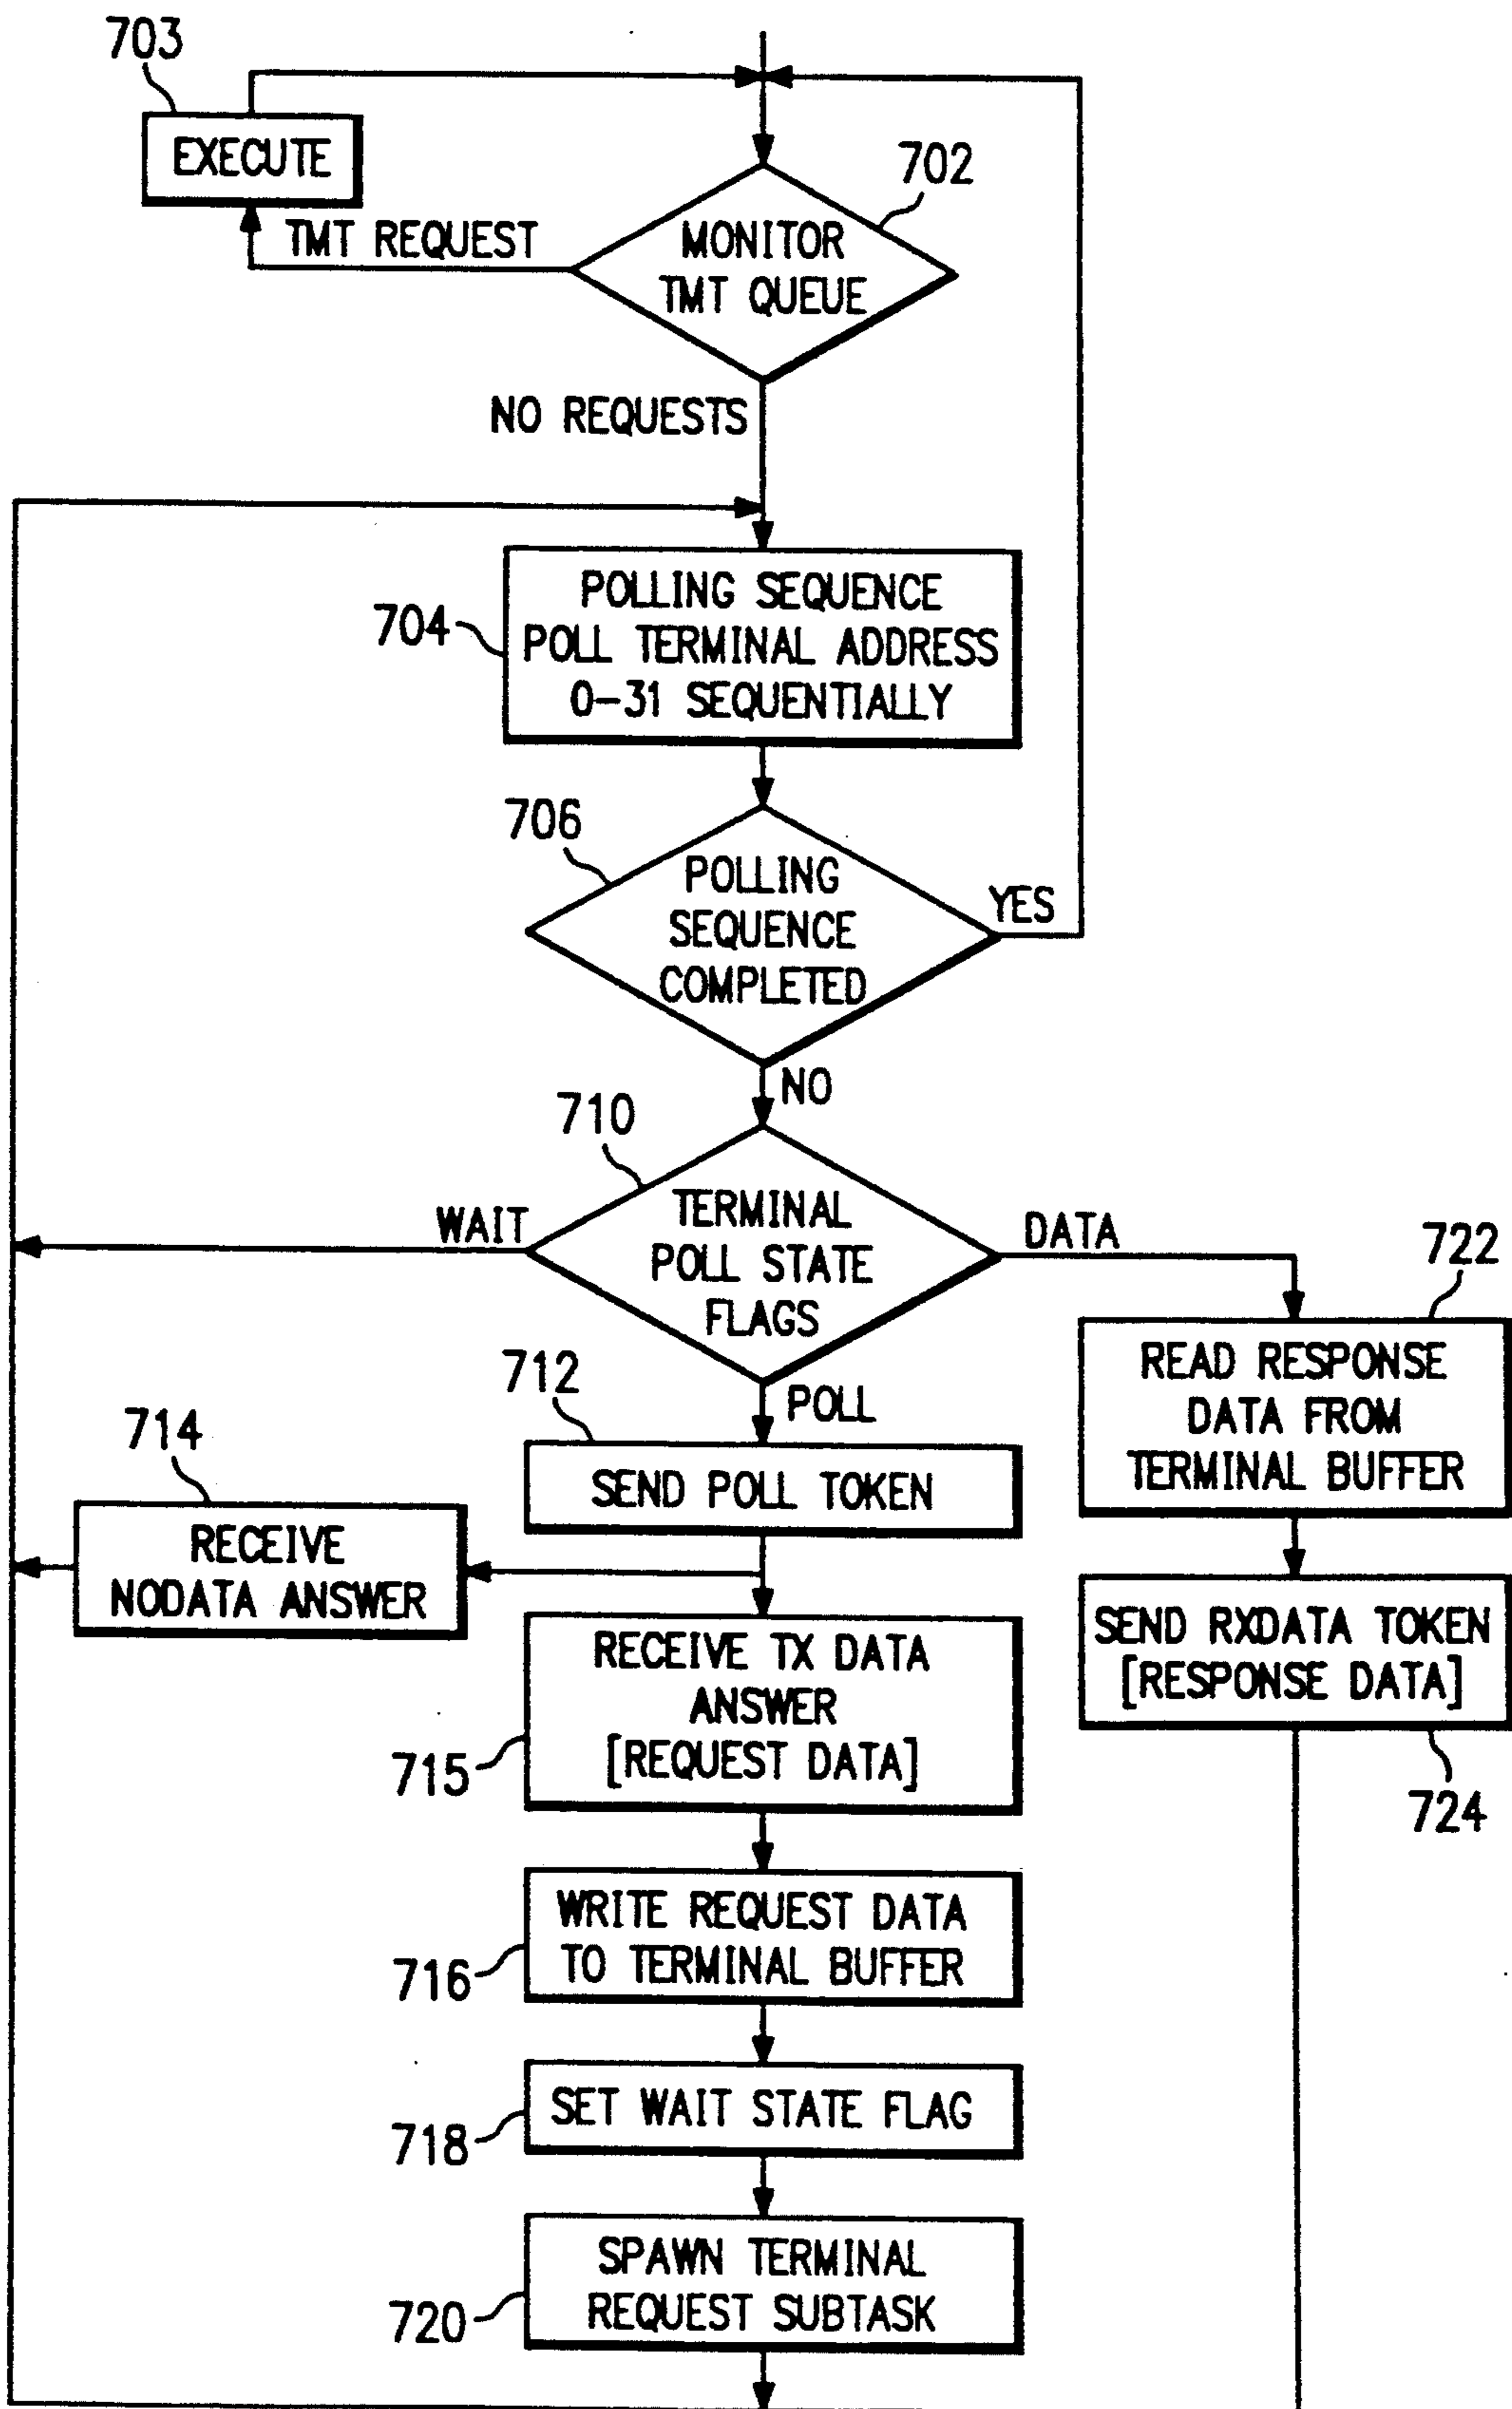 703
EXECUTE
702
TMT REQUEST
MONITOR
TMT QUEUE
NO REQUESTS
704
POLLING SEQUENCE
POLL TERMINAL ADDRESS
0-31 SEQUENTIALLY
706
POLLING
SEQUENCE
COMPLETED
YES
NO
710
WAIT
TERMINAL
POLL STATE
FLAGS
DATA
722
READ RESPONSE
DATA FROM
TERMINAL BUFFER
712
POLL
SEND POLL TOKEN
714
RECEIVE
NODATA ANSWER
SEND RXDATA TOKEN
[RESPONSE DATA]
724
RECEIVE TX DATA
ANSWER
[REQUEST DATA]
715
WRITE REQUEST DATA
TO TERMINAL BUFFER
716
SET WAIT STATE FLAG
718
SPAWN TERMINAL
REQUEST SUBTASK
720